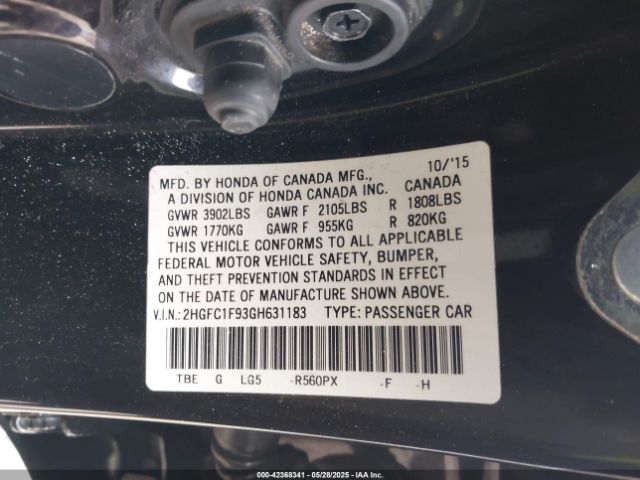 MFD. BY HONDA OF CANADA MFG., 10/'15
A DIVISION OF HONDA CANADA INC. CANADA
GVWR 3902LBS GAWR F 2105LBS R 1808LBS
GVWR 1770KG GAWR F 955KG R 820KG
THIS VEHICLE CONFORMS TO ALL APPLICABLE
FEDERAL MOTOR VEHICLE SAFETY, BUMPER,
AND THEFT PREVENTION STANDARDS IN EFFECT
ON THE DATE OF MANUFACTURE SHOWN ABOVE.
V.I.N.: 2HGFC1F93GH631183 TYPE: PASSENGER CAR
TBE G LG5 -R560PX -F -H
000-42368341 | 05/28/2025 | IAA Inc.